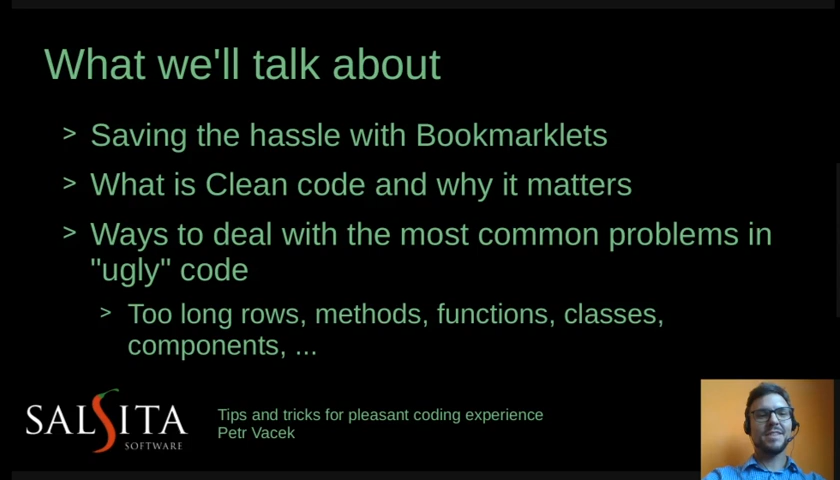 What we'll talk about
> Saving the hassle with Bookmarklets
> What is Clean code and why it matters
> Ways to deal with the most common problems in
"ugly" code
> Too long rows, methods, functions, classes,
components, ...
SALSITA
SOFTWARE
Tips and tricks for pleasant coding experience
Petr Vacek